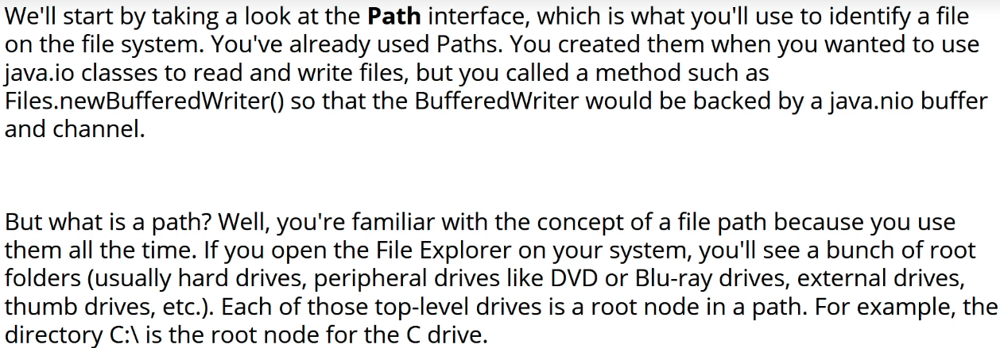 We'll start by taking a look at the Path interface, which is what you'll use to identify a file
on the file system. You've already used Paths. You created them when you wanted to use
java.io classes to read and write files, but you called a method such as
Files.newBufferedWriter() so that the BufferedWriter would be backed by a java.nio buffer
and channel.
But what is a path? Well, you're familiar with the concept of a file path because you use
them all the time. If you open the File Explorer on your system, you'll see a bunch of root
folders (usually hard drives, peripheral drives like DVD or Blu-ray drives, external drives,
thumb drives, etc.). Each of those top-level drives is a root node in a path. For example, the
directory C:\ is the root node for the C drive.